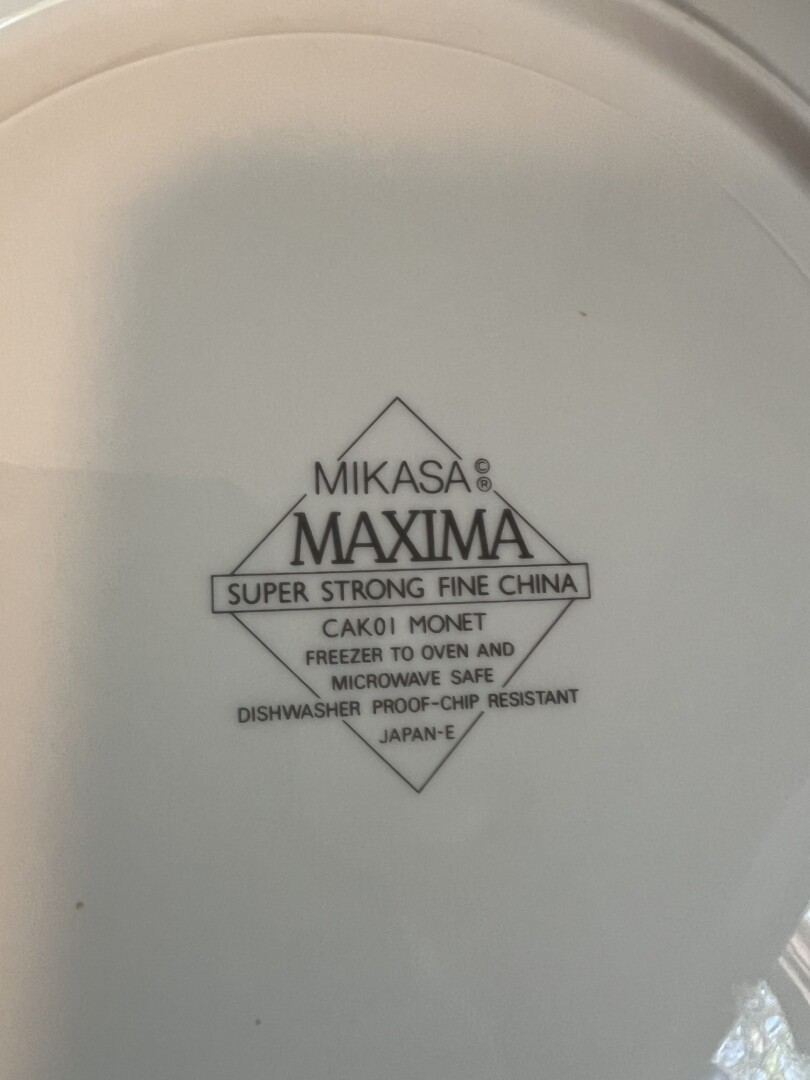 MIKASA©®
MAXIMA
SUPER STRONG FINE CHINA
CAK01 MONET
FREEZER TO OVEN AND
MICROWAVE SAFE
DISHWASHER PROOF-CHIP RESISTANT
JAPAN-E